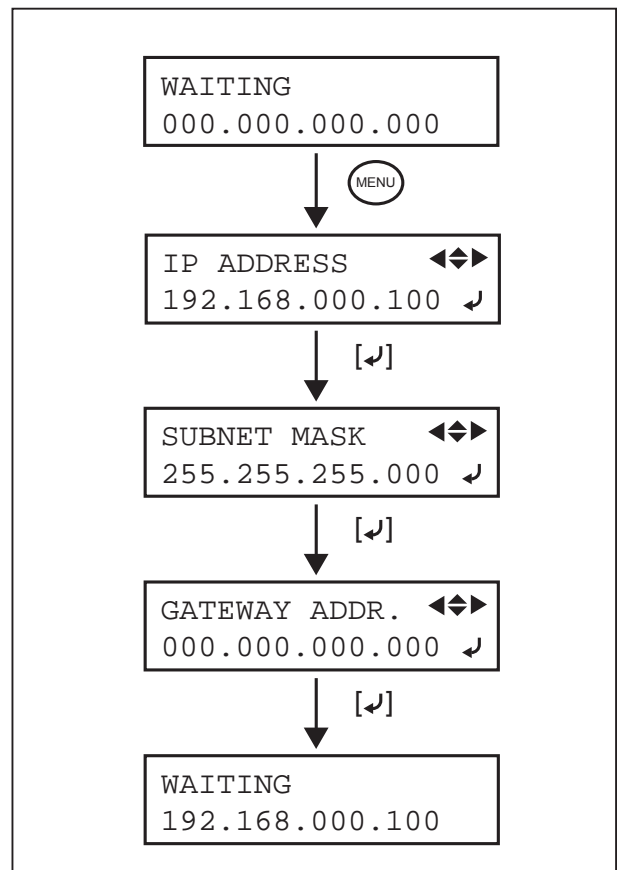 WAITING
000.000.000.000
MENU
IP ADDRESS ◀◆▶
192.168.000.100 ↵
[↵]
SUBNET MASK ◀◆▶
255.255.255.000 ↵
[↵]
GATEWAY ADDR. ◀◆▶
000.000.000.000 ↵
[↵]
WAITING
192.168.000.100